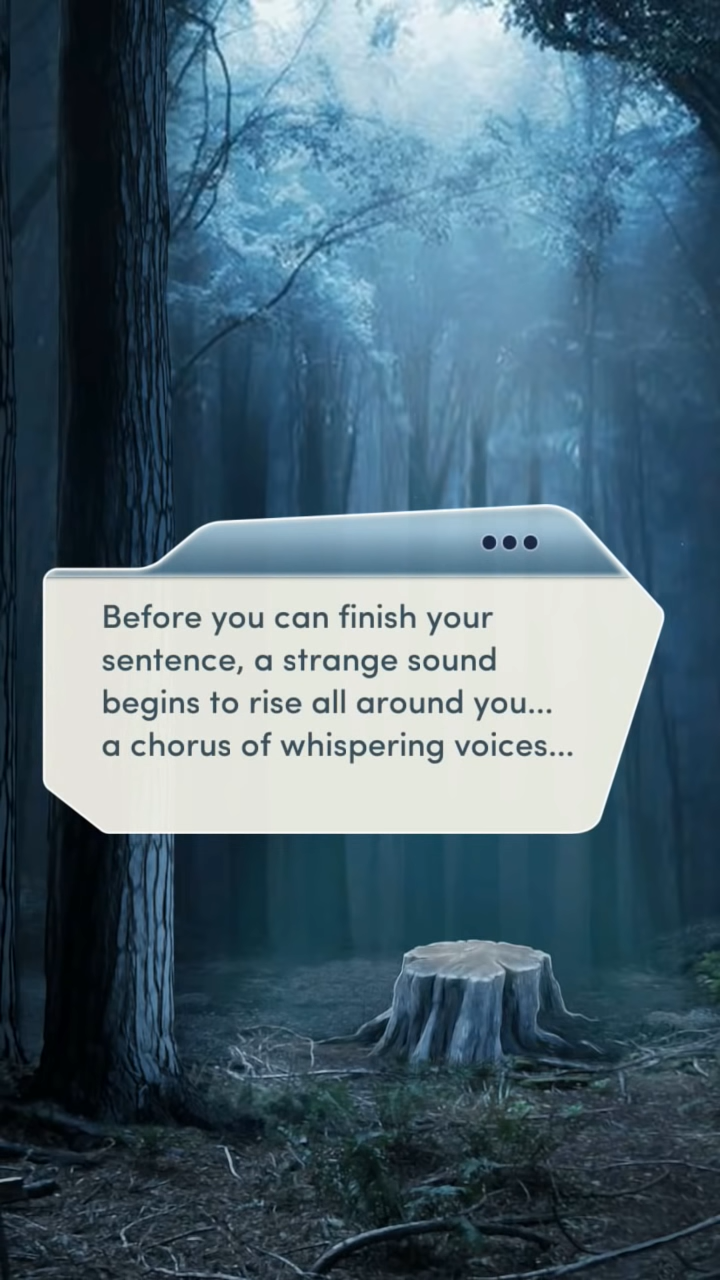 Before you can finish your
sentence, a strange sound
begins to rise all around you...
a chorus of whispering voices...